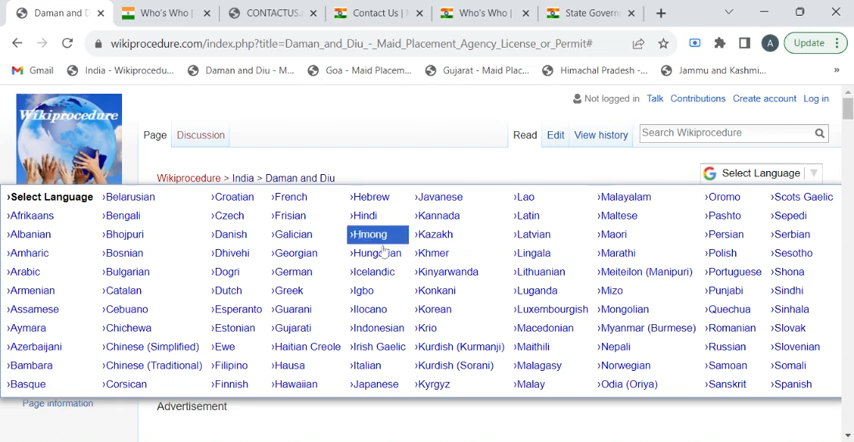 Daman and D
Who's Who |
CONTACTUS.
Contact Us |
Who's Who |
State Govern
wikiprocedure.com/index.php?title=Daman_and_Diu_-_Maid_Placement_Agency_License_or_Permit#
A
Update
Gmail India - Wikiprocedu... Daman and Diu - M... Goa - Maid Placem... Gujarat - Maid Plac... Himachal Pradesh -... Jammu and Kashmi... »
Not logged in Talk Contributions Create account Log in
Wikiprocedure
Page Discussion Read Edit View history Search Wikiprocedure
Wikiprocedure > India > Daman and Diu
G Select Language ▼
›Select Language ›Belarusian ›Croatian ›French ›Hebrew ›Javanese ›Lao ›Malayalam ›Oromo ›Scots Gaelic
›Afrikaans ›Bengali ›Czech ›Frisian ›Hindi ›Kannada ›Latin ›Maltese ›Pashto ›Sepedi
›Albanian ›Bhojpuri ›Danish ›Galician ›Hmong ›Kazakh ›Latvian ›Maori ›Persian ›Serbian
›Amharic ›Bosnian ›Dhivehi ›Georgian ›Hungarian ›Khmer ›Lingala ›Marathi ›Polish ›Sesotho
›Arabic ›Bulgarian ›Dogri ›German ›Icelandic ›Kinyarwanda ›Lithuanian ›Meiteilon (Manipuri) ›Portuguese ›Shona
›Armenian ›Catalan ›Dutch ›Greek ›Igbo ›Konkani ›Luganda ›Mizo ›Punjabi ›Sindhi
›Assamese ›Cebuano ›Esperanto ›Guarani ›Ilocano ›Korean ›Luxembourgish ›Mongolian ›Quechua ›Sinhala
›Aymara ›Chichewa ›Estonian ›Gujarati ›Indonesian ›Krio ›Macedonian ›Myanmar (Burmese) ›Romanian ›Slovak
›Azerbaijani ›Chinese (Simplified) ›Ewe ›Haitian Creole ›Irish Gaelic ›Kurdish (Kurmanji) ›Maithili ›Nepali ›Russian ›Slovenian
›Bambara ›Chinese (Traditional) ›Filipino ›Hausa ›Italian ›Kurdish (Sorani) ›Malagasy ›Norwegian ›Samoan ›Somali
›Basque ›Corsican ›Finnish ›Hawaiian ›Japanese ›Kyrgyz ›Malay ›Odia (Oriya) ›Sanskrit ›Spanish
Page information
Advertisement